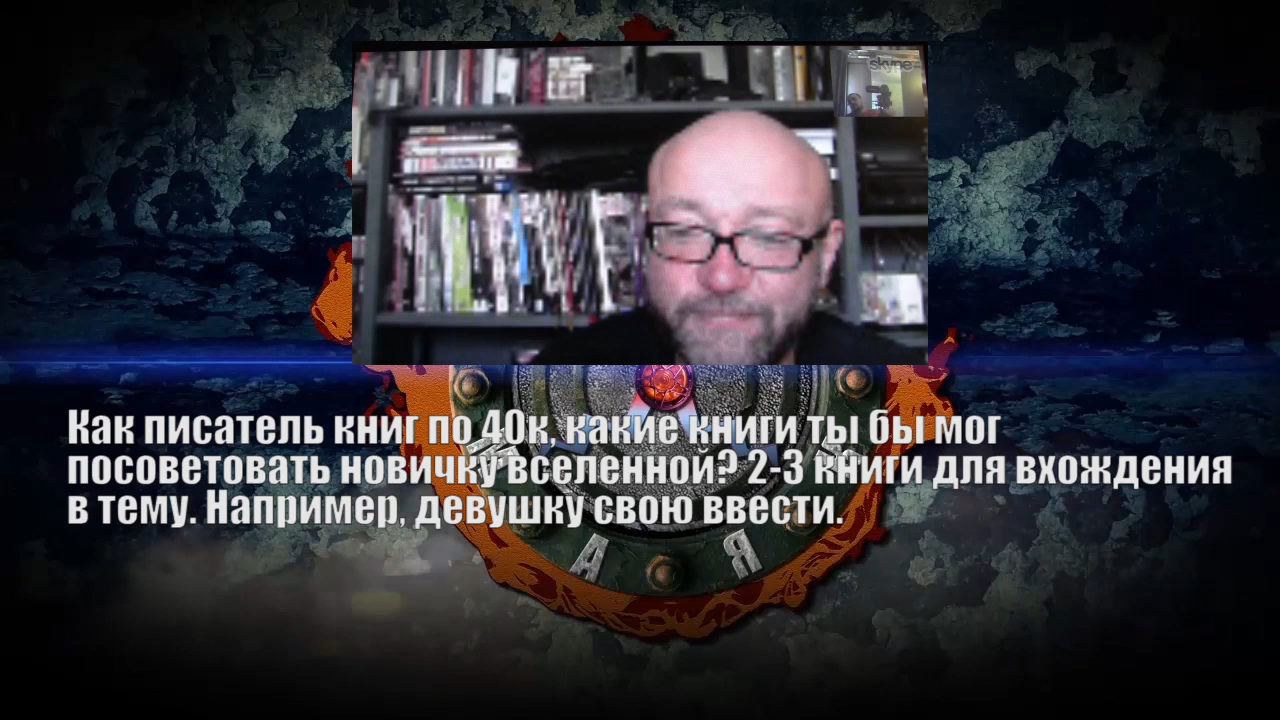 skype
Как писатель книг по 40к, какие книги ты бы мог
посоветовать новичку вселенной? 2-3 книги для вхождения
в тему. Например, девушку свою ввести.
А Я